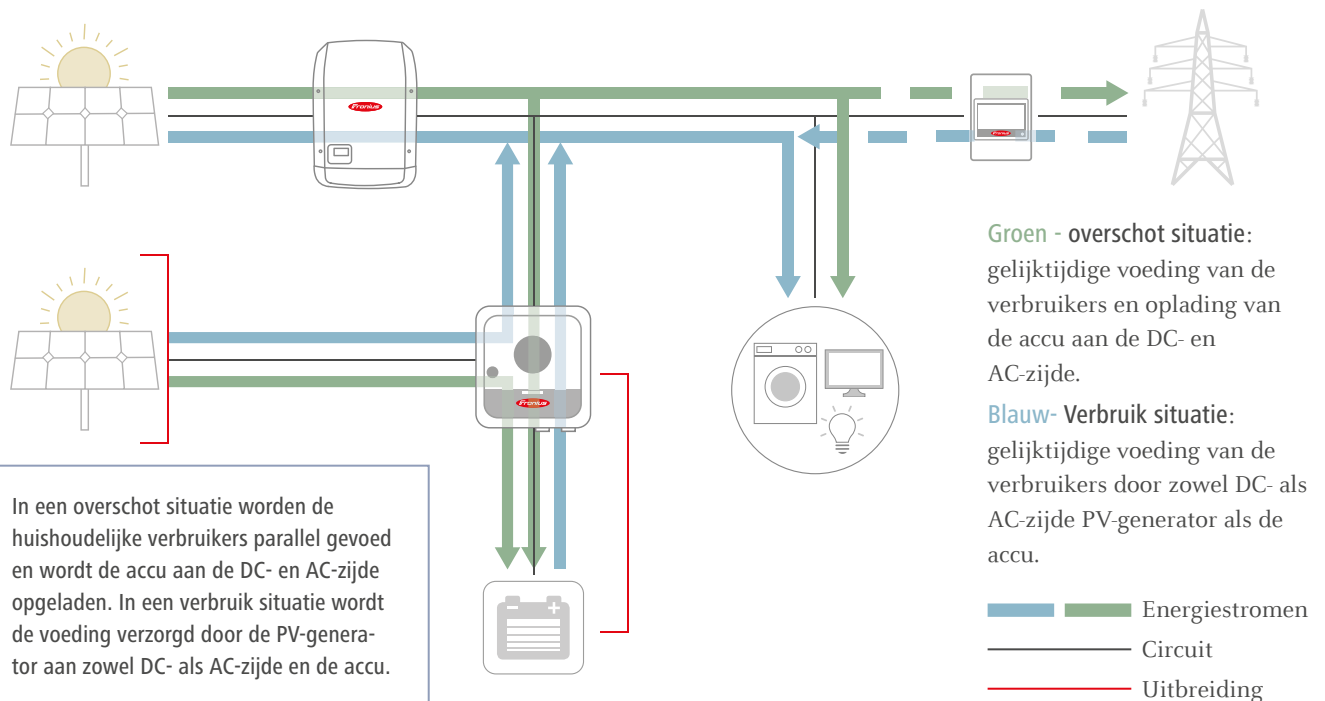 Fronius
Fronius
Fronius
Groen - overschot situatie:
gelijktijdige voeding van de
verbruikers en oplading van
de accu aan de DC- en
AC-zijde.
Blauw- Verbruik situatie:
gelijktijdige voeding van de
verbruikers door zowel DC- als
AC-zijde PV-generator als de
accu.
In een overschot situatie worden de
huishoudelijke verbruikers parallel gevoed
en wordt de accu aan de DC- en AC-zijde
opgeladen. In een verbruik situatie wordt
de voeding verzorgd door de PV-genera-
tor aan zowel DC- als AC-zijde en de accu.
Energiestromen
Circuit
Uitbreiding